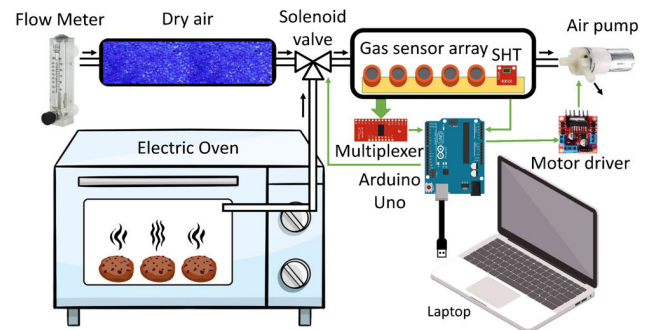 Flow Meter
Dry air
Solenoid
valve
Gas sensor array
SHT
Air pump
Multiplexer
Arduino
Uno
Motor driver
Electric Oven
Laptop